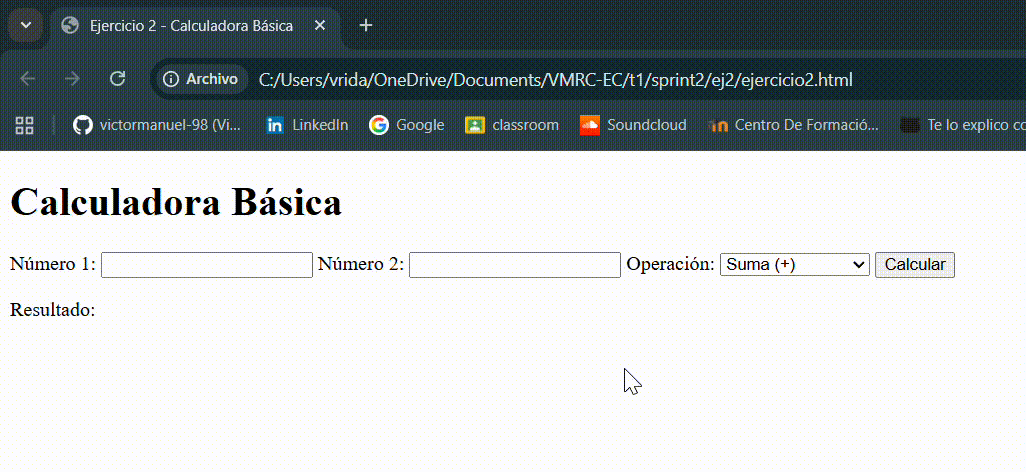 Ejercicio 2 - Calculadora Básica
Archivo C:/Users/vrida/OneDrive/Documents/VMRC-EC/t1/sprint2/ej2/ejercicio2.html
victormanuel-98 (Vi... LinkedIn Google classroom Soundcloud Centro De Formació... Te lo explico co
Calculadora Básica
Número 1: Número 2: Operación: Suma (+) Calcular
Resultado: